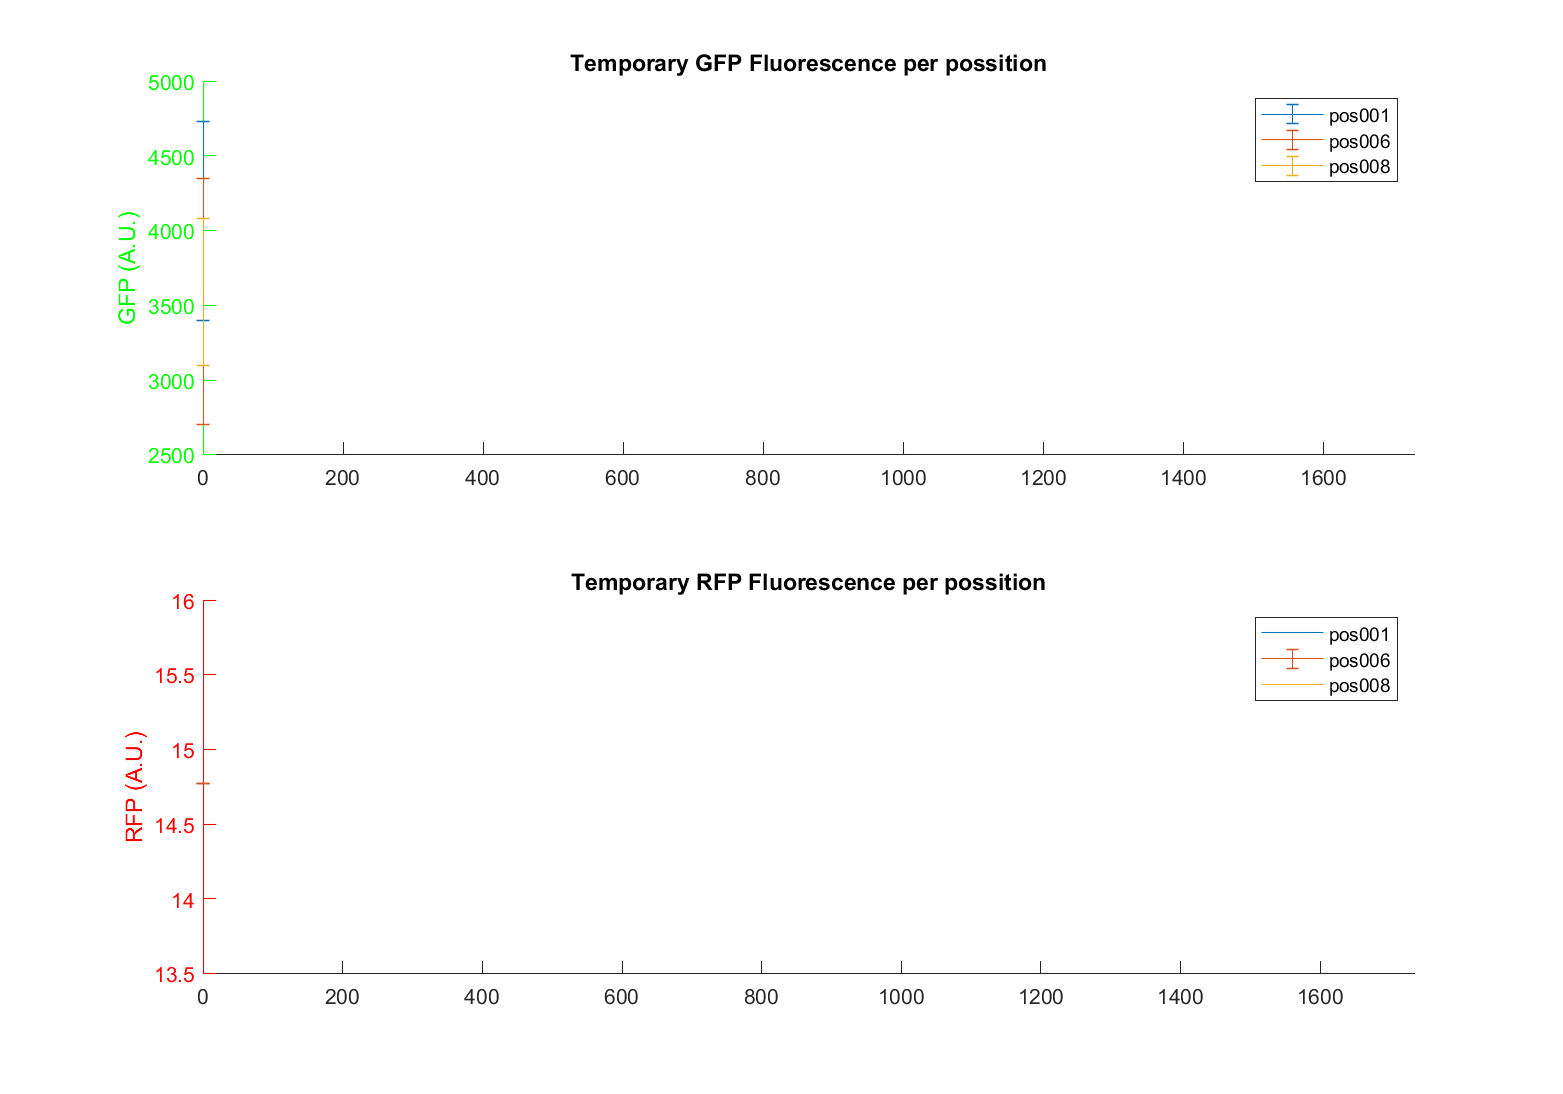 Temporary GFP Fluorescence per possition
5000
4500
4000
3500
3000
2500
GFP (A.U.)
pos001
pos006
pos008
0 200 400 600 800 1000 1200 1400 1600
Temporary RFP Fluorescence per possition
16
15.5
15
14.5
14
13.5
RFP (A.U.)
pos001
pos006
pos008
0 200 400 600 800 1000 1200 1400 1600